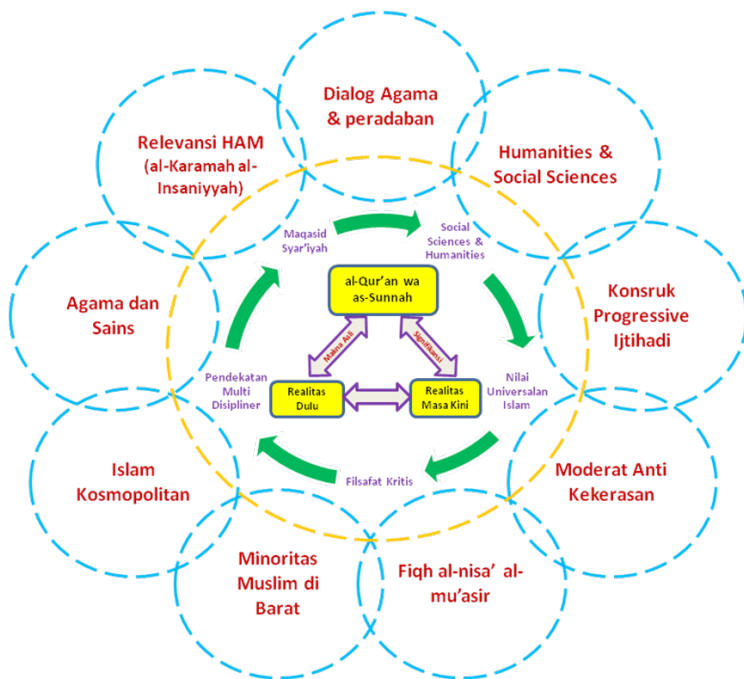 Dialog Agama
& peradaban
Humanities &
Social Sciences
Konsruk
Progressive
Ijtihadi
Moderat Anti
Kekerasan
Fiqh al-nisa' al-
mu'asir
Minoritas
Muslim di
Barat
Islam
Kosmopolitan
Agama dan
Sains
Relevansi HAM
(al-Karamah al-
Insaniyyah)
Maqasid
Syar'iyah
Social
Sciences &
Humanities
Nilai
Universalan
Islam
Filsafat Kritis
Pendekatan
Multi
Disipliner
al-Qur'an wa
as-Sunnah
Makna Asli
Signifikansi
Realitas
Dulu
Realitas
Masa Kini